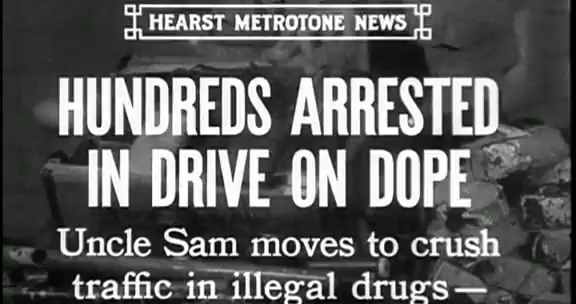 HEARST METROTONE NEWS
HUNDREDS ARRESTED
IN DRIVE ON DOPE
Uncle Sam moves to crush
traffic in illegal drugs—